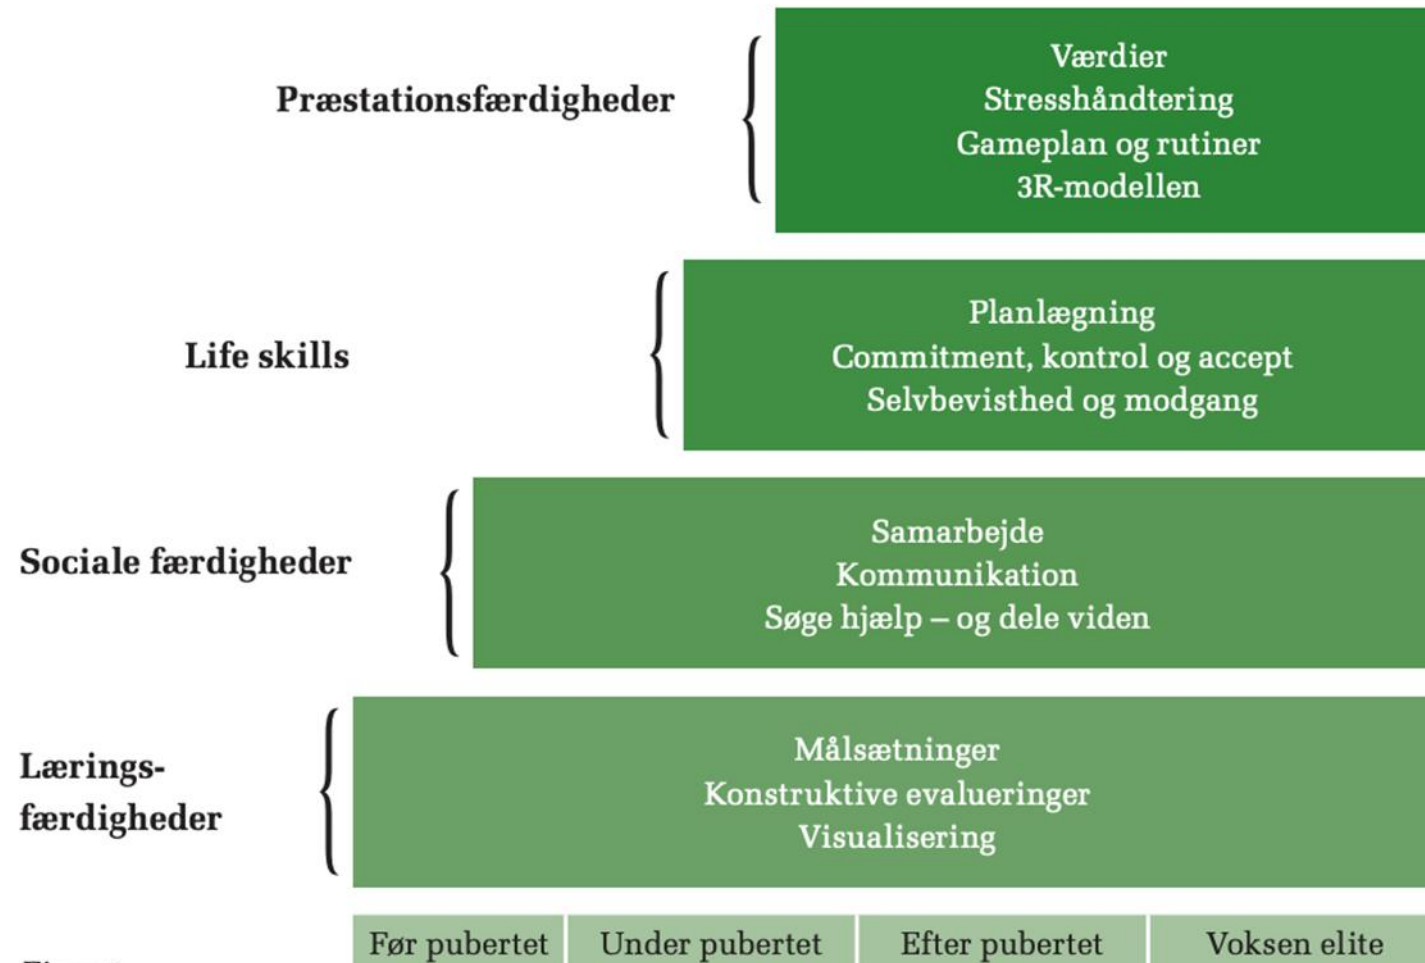 Præstationsfærdigheder
Værdier
Stresshåndtering
Gameplan og rutiner
3R-modellen
Life skills
Planlægning
Commitment, kontrol og accept
Selvbevisthed og modgang
Sociale færdigheder
Samarbejde
Kommunikation
Søge hjælp – og dele viden
Lærings-
færdigheder
Målsætninger
Konstruktive evalueringer
Visualisering
Før pubertet Under pubertet Efter pubertet Voksen elite